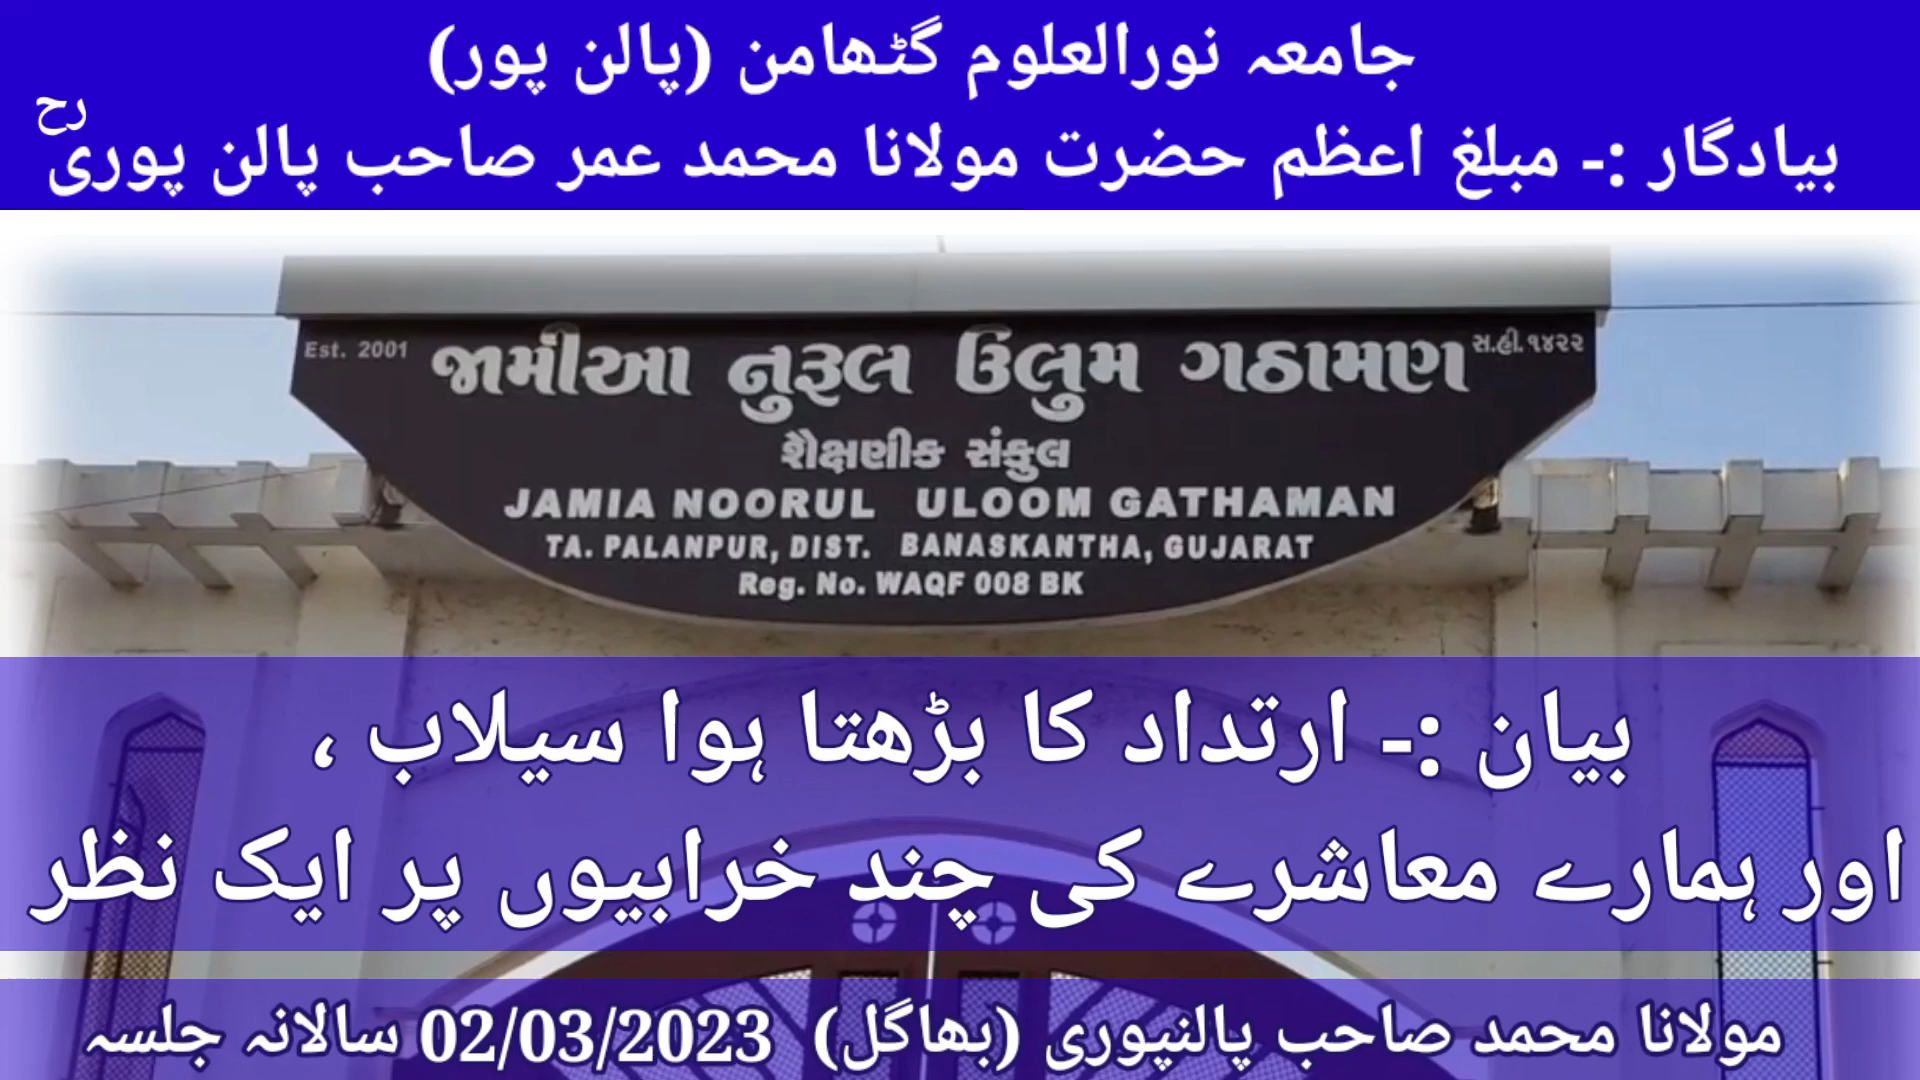 جامعہ نورالعلوم گٹھامن (پالن پور)
بیادگار :- مبلغ اعظم حضرت مولانا محمد عمر صاحب پالن پوریؒ
Est. 2001
જામીઆ નુરૂલ ઉલુમ ગઠામણ
સ.હી.૧૪૨૨
શૈક્ષણીક સંકુલ
JAMIA NOORUL ULOOM GATHAMAN
TA. PALANPUR, DIST. BANASKANTHA, GUJARAT
Reg. No. WAQF 008 BK
بیان :- ارتداد کا بڑھتا ہوا سیلاب ،
اور ہمارے معاشرے کی چند خرابیوں پر ایک نظر
مولانا محمد صاحب پالنپوری (بھاگل) 02/03/2023 سالانہ جلسہ